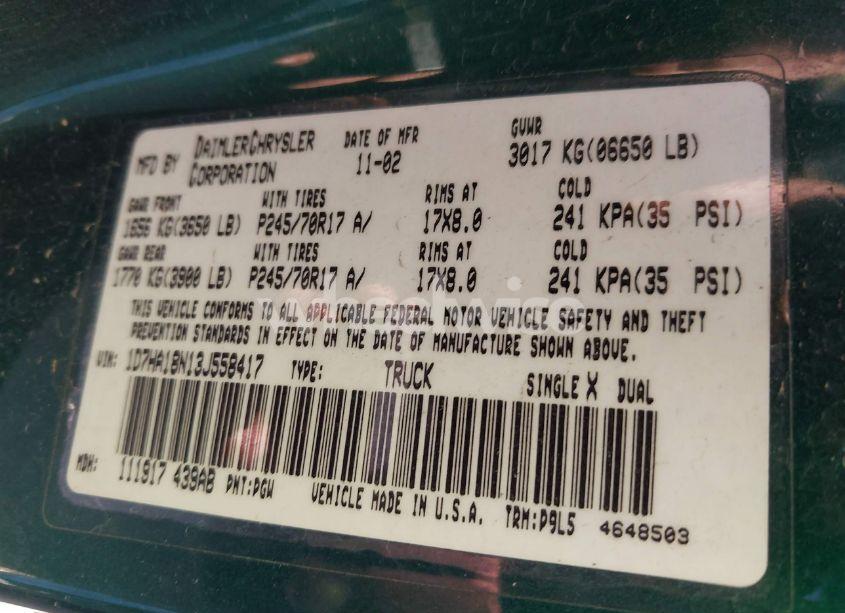 MFD BY DAIMLERCHRYSLER CORPORATION DATE OF MFR 11-02 GVWR 3017 KG(06650 LB)
GAWR FRONT WITH TIRES RIMS AT COLD
1656 KG(3650 LB) P245/70R17 A/ 17X8.0 241 KPA(35 PSI)
GAWR REAR WITH TIRES RIMS AT COLD
1770 KG(3900 LB) P245/70R17 A/ 17X8.0 241 KPA(35 PSI)
THIS VEHICLE CONFORMS TO ALL APPLICABLE FEDERAL MOTOR VEHICLE SAFETY AND THEFT
PREVENTION STANDARDS IN EFFECT ON THE DATE OF MANUFACTURE SHOWN ABOVE.
VIN: 1D7HA18N13J558417 TYPE: TRUCK SINGLE X DUAL
MDH: 111917 438AB PNT:PGW VEHICLE MADE IN U.S.A. TRM:P9L5 4648503